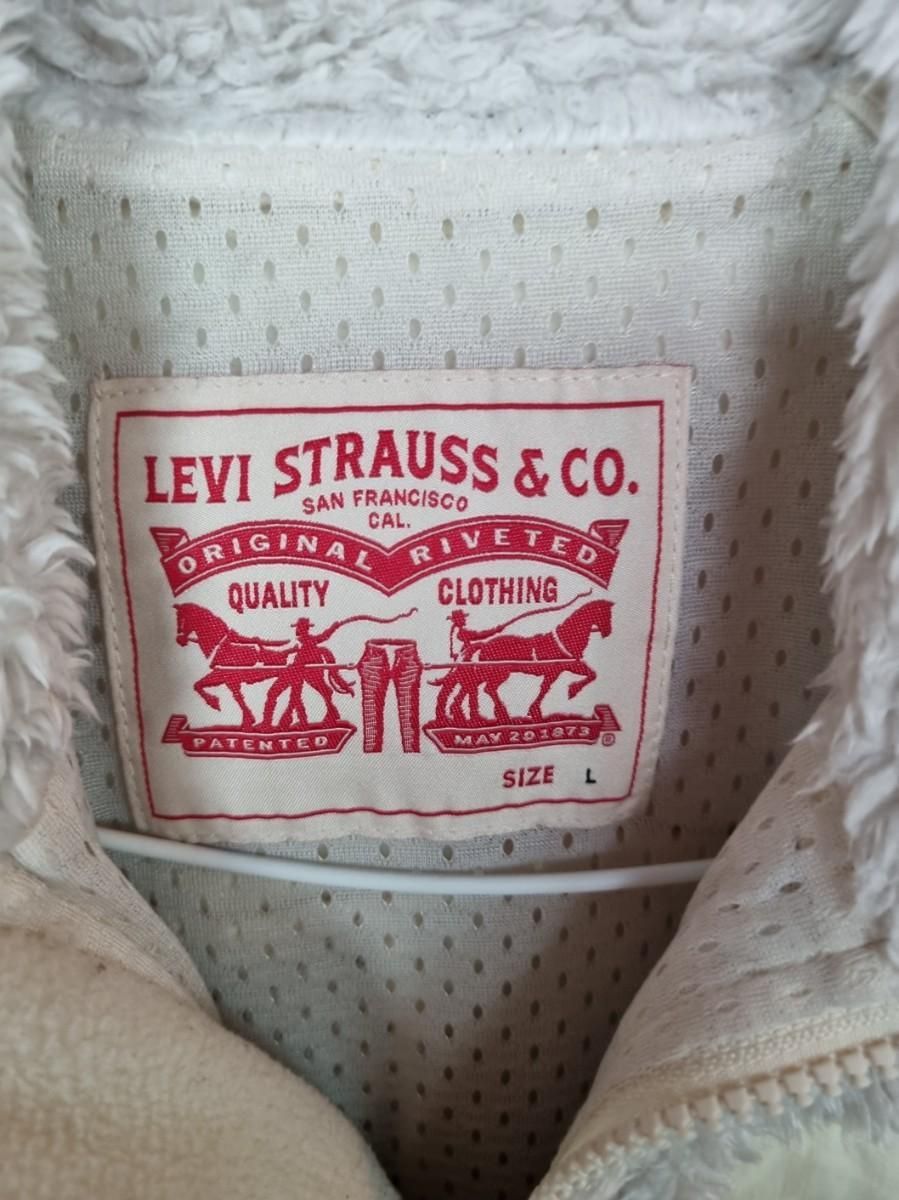 LEVI STRAUSS & CO.
SAN FRANCISCO
CAL.
ORIGINAL RIVETED
QUALITY CLOTHING
PATENTED MAY 20 1873 ®
SIZE L